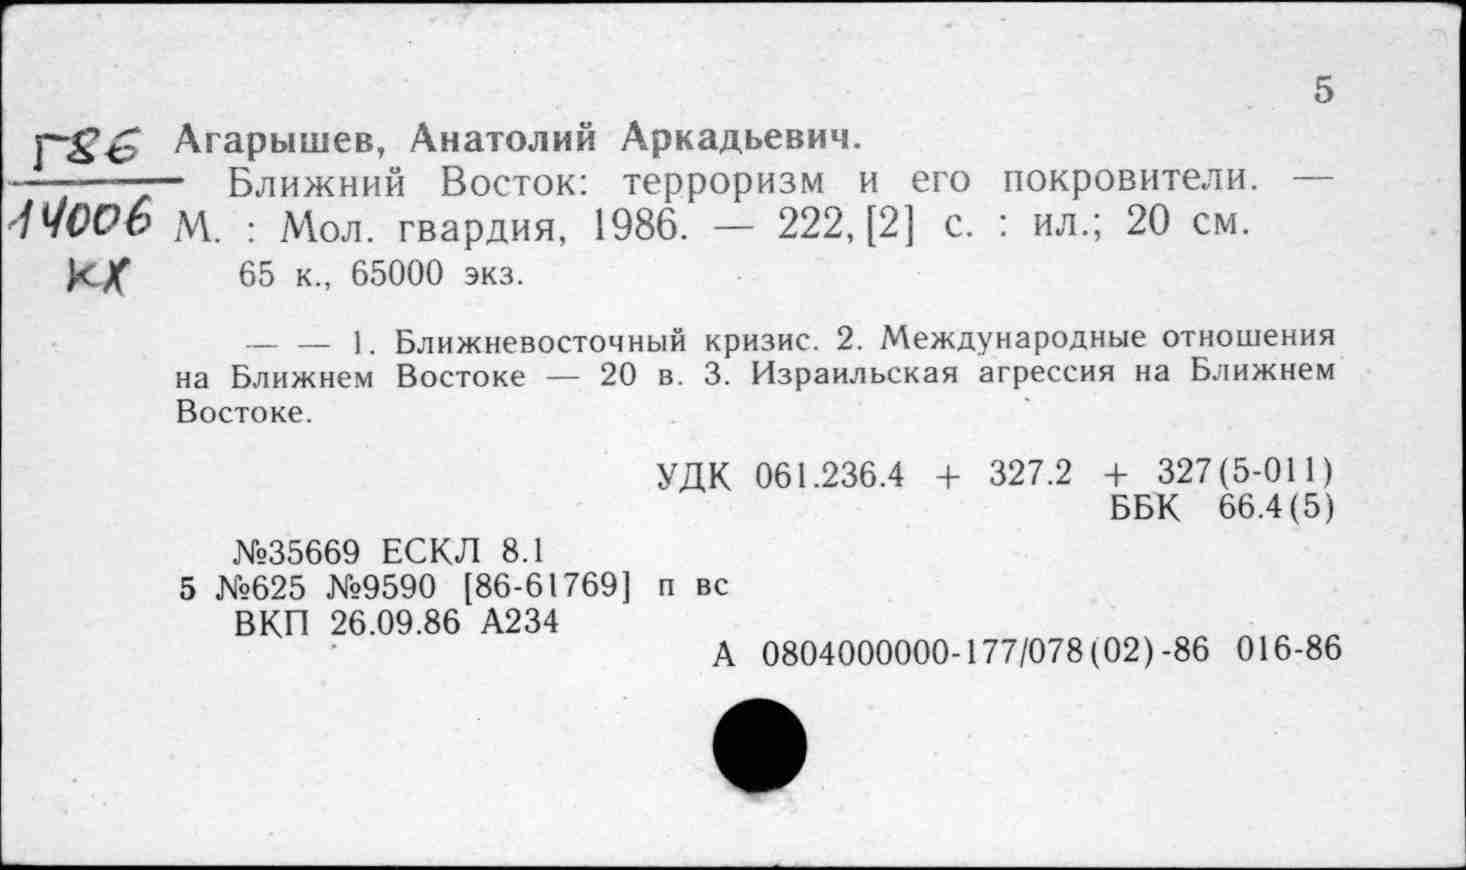 5
Г86 Агарышев, Анатолий Аркадьевич.
Ближний Восток: терроризм и его покровители. —
14006 М. : Мол. гвардия, 1986. — 222, [2] с. : ил.; 20 см.
КХ 65 к., 65000 экз.
— — 1. Ближневосточный кризис. 2. Международные отношения
на Ближнем Востоке — 20 в. 3. Израильская агрессия на Ближнем
Востоке.
УДК 061.236.4 + 327.2 + 327(5-011)
ББК 66.4(5)
№35669 ЕСКЛ 8.1
5 №625 №9590 [86-61769] п вс
ВКП 26.09.86 А234
А 0804000000-177/078(02)-86 016-86